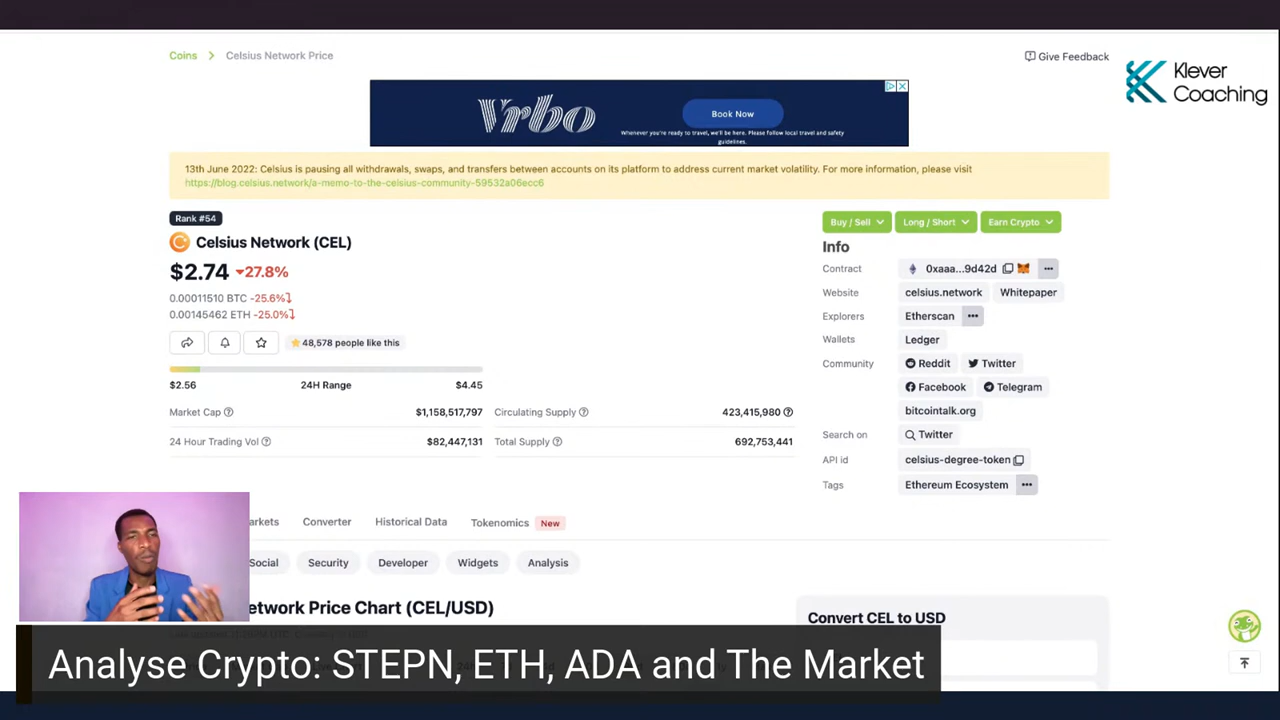 Coins
Celsius Network Price
Give Feedback
Klever
Coaching
Vrbo
Book Now
Whenever you're ready to travel, we'll be here. Please follow local travel and safety
guidelines.
13th June 2022: Celsius is pausing all withdrawals, swaps, and transfers between accounts on its platform to address current market volatility. For more information, please visit
https://blog.celsius.network/a-memo-to-the-celsius-community-59532a06ecc6
Rank #54
Celsius Network (CEL)
$2.74 27.8%
0.00011510 BTC -25.6%
0.00145462 ETH -25.0%
48,578 people like this
$2.56 24H Range $4.45
Market Cap $1,158,517,797
Circulating Supply 423,415,980
24 Hour Trading Vol $82,447,131
Total Supply 692,753,441
Buy / Sell Long / Short Earn Crypto
Info
Contract 0xaaa...9d42d
Website celsius.network Whitepaper
Explorers Etherscan
Wallets Ledger
Community Reddit Twitter
Facebook Telegram
bitcointalk.org
Search on Twitter
API id celsius-degree-token
Tags Ethereum Ecosystem
arkets Converter Historical Data Tokenomics New
Social Security Developer Widgets Analysis
etwork Price Chart (CEL/USD)
Convert CEL to USD
Analyse Crypto: STEPN, ETH, ADA and The Market